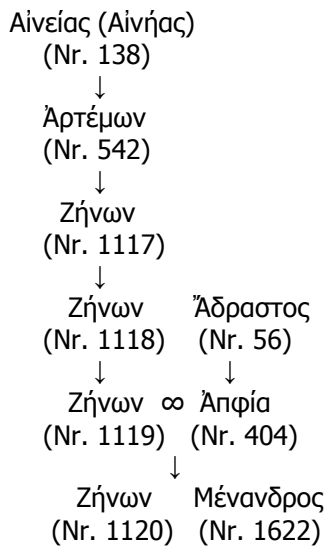 Αἰνείας (Αἰνήας)
(Nr. 138)
↓
Ἀρτέμων
(Nr. 542)
↓
Ζήνων
(Nr. 1117)
↓
Ζήνων Ἄδραστος
(Nr. 1118) (Nr. 56)
↓ ↓
Ζήνων ∞ Ἀπφία
(Nr. 1119) (Nr. 404)
↓
Ζήνων Μένανδρος
(Nr. 1120) (Nr. 1622)